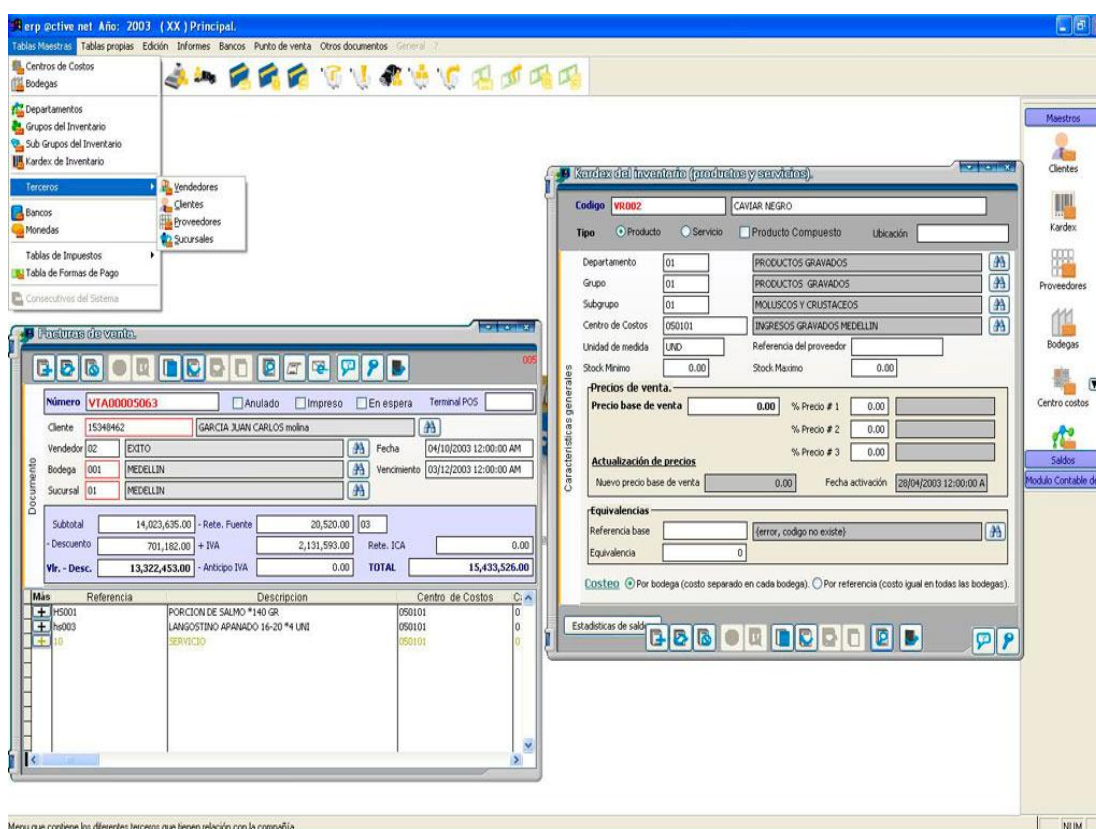 erp @ctive net Año: 2003 ( XX ) Principal.
Tablas Maestras Tablas propias Edición Informes Bancos Punto de venta Otros documentos General ?
Centros de Costos
Bodegas
Departamentos
Grupos del Inventario
Sub Grupos del Inventario
Kardex de Inventario
Terceros
Vendedores
Clientes
Proveedores
Sucursales
Bancos
Monedas
Tablas de Impuestos
Tabla de Formas de Pago
Consecutivos del Sistema
Maestros
Clientes
Kardex
Proveedores
Bodegas
Centro costos
Saldos
Modulo Contable de
Kardex del inventario (productos y servicios).
Codigo VR002 CAVIAR NEGRO
Tipo Producto Servicio Producto Compuesto Ubicación
Departamento 01 PRODUCTOS GRAVADOS
Grupo 01 PRODUCTOS GRAVADOS
Subgrupo 01 MOLUSCOS Y CRUSTACEOS
Centro de Costos 050101 INGRESOS GRAVADOS MEDELLIN
Unidad de medida UND Referencia del proveedor
Stock Minimo 0.00 Stock Maximo 0.00
Características generales
Precios de venta.
Precio base de venta 0.00 % Precio # 1 0.00
% Precio # 2 0.00
% Precio # 3 0.00
Actualización de precios
Nuevo precio base de venta 0.00 Fecha activación 28/04/2003 12:00:00 A
Equivalencias
Referencia base (error, codigo no existe)
Equivalencia 0
Costeo Por bodega (costo separado en cada bodega). Por referencia (costo igual en todas las bodegas).
Estadisticas de saldo
Facturas de venta.
005
Número VTA00005063 Anulado Impreso En espera Terminal POS
Cliente 15348462 GARCIA JUAN CARLOS molina
Vendedor 02 EXITO Fecha 04/10/2003 12:00:00 AM
Bodega 001 MEDELLIN Vencimiento 03/12/2003 12:00:00 AM
Sucursal 01 MEDELLIN
Documento
Subtotal 14,023,635.00 - Rete. Fuente 20,520.00 03
- Descuento 701,182.00 + IVA 2,131,593.00 Rete. ICA 0.00
Vlr. - Desc. 13,322,453.00 - Anticipo IVA 0.00 TOTAL 15,433,526.00
Más Referencia Descripcion Centro de Costos
HS001 PORCION DE SALMO *140 GR 050101 0
hs003 LANGOSTINO APANADO 16-20 *4 UNI 050101 0
10 SERVICIO 050101 0
Menu que contiene los diferentes terceros que tienen relación con la compañía
NUM